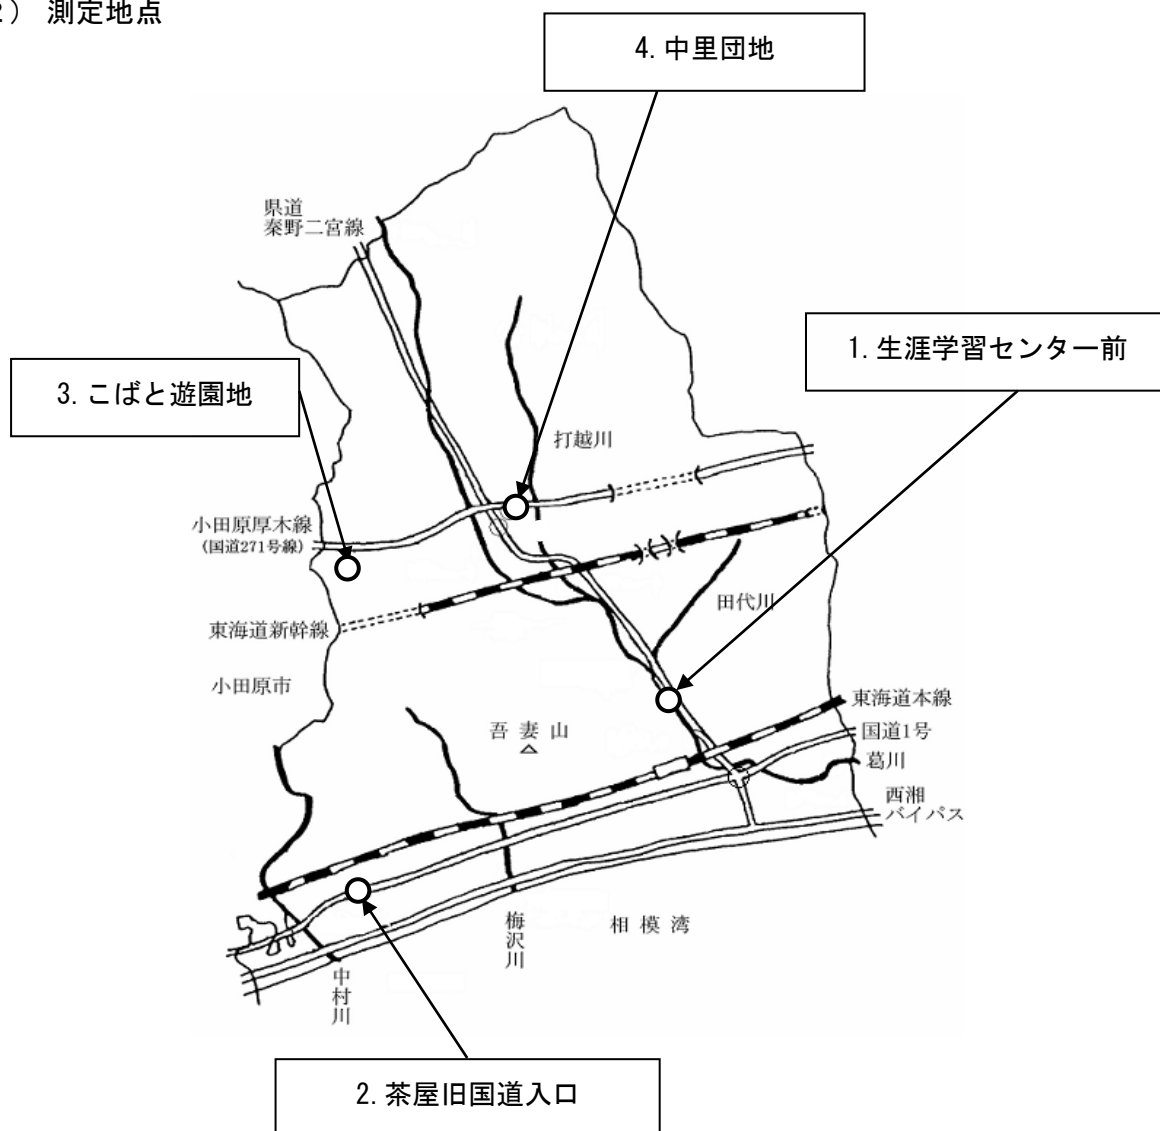 2） 測定地点
4. 中里団地
県道
秦野二宮線
1. 生涯学習センター前
3. こばと遊園地
打越川
小田原厚木線
（国道271号線）
田代川
東海道新幹線
小田原市
東海道本線
吾妻山
国道1号
葛川
西湘
バイパス
梅沢川
相模湾
中村川
2. 茶屋旧国道入口